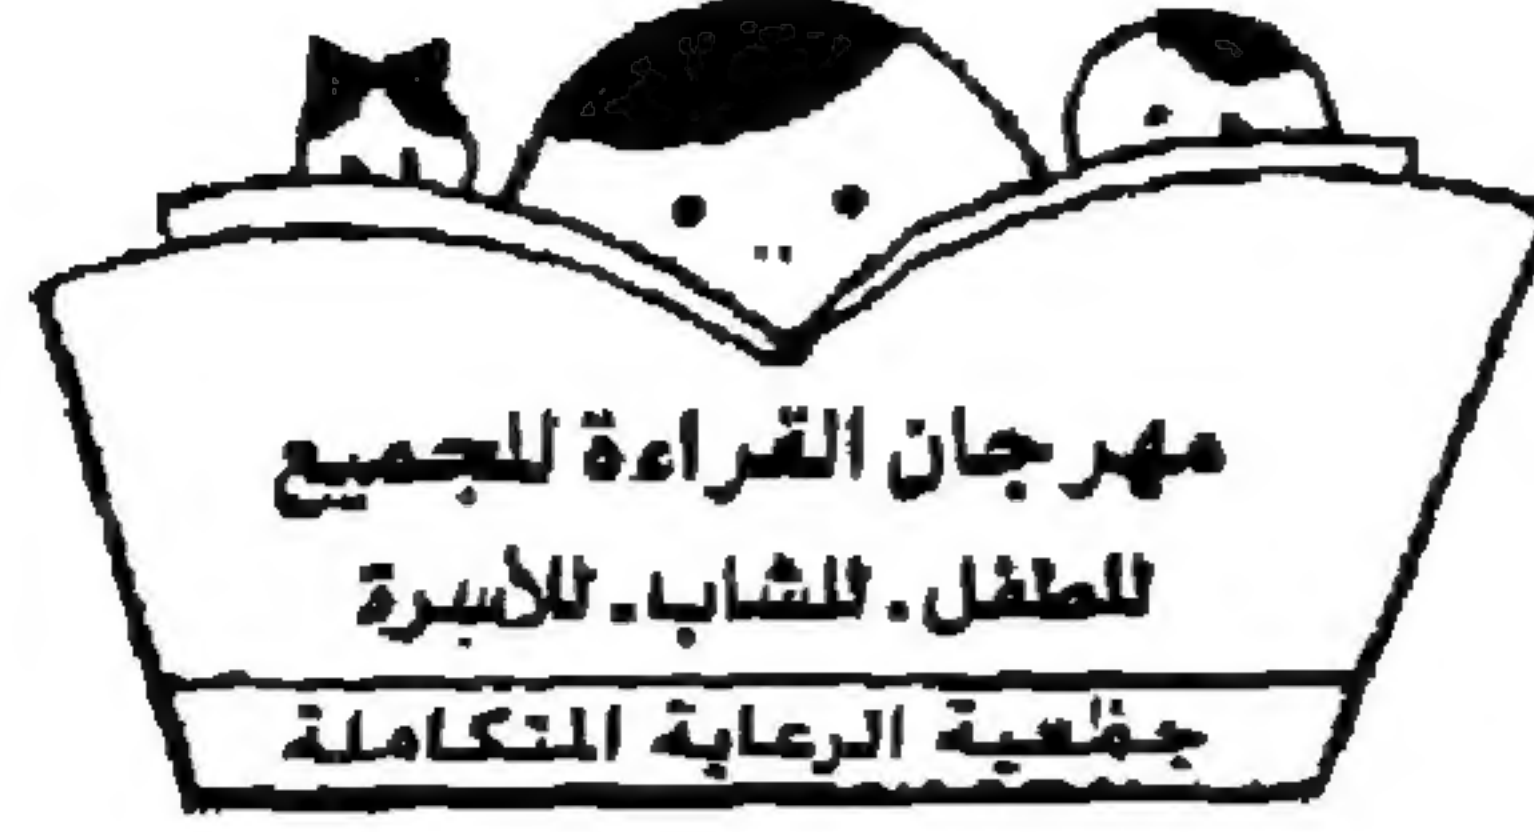 مهرجان القراءة للجميع
للطفل . للشاب . للأسرة
جمعية الرعاية المتكاملة